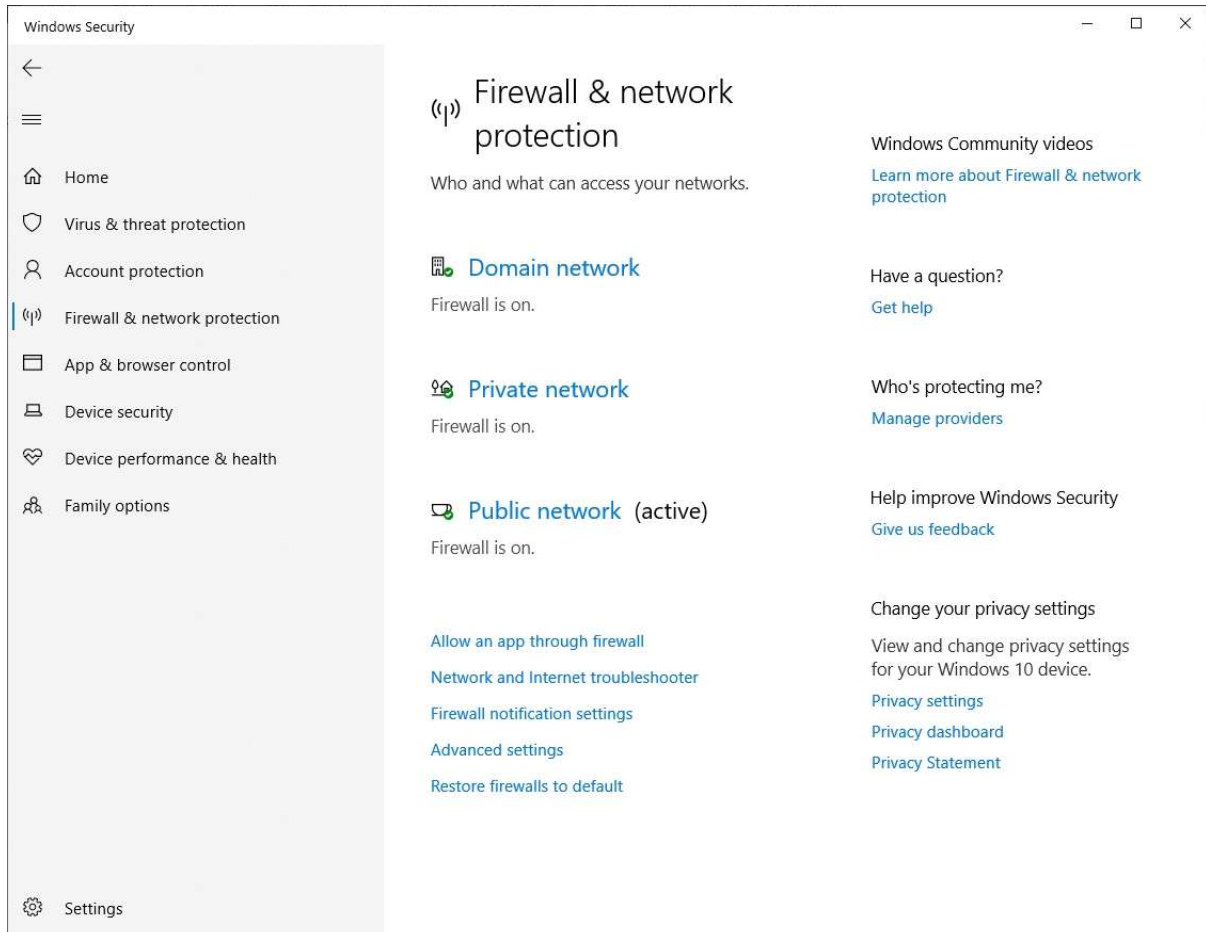 Windows Security
Home
Virus & threat protection
Account protection
Firewall & network protection
App & browser control
Device security
Device performance & health
Family options
Settings
Firewall & network
protection
Who and what can access your networks.
Domain network
Firewall is on.
Private network
Firewall is on.
Public network (active)
Firewall is on.
Allow an app through firewall
Network and Internet troubleshooter
Firewall notification settings
Advanced settings
Restore firewalls to default
Windows Community videos
Learn more about Firewall & network
protection
Have a question?
Get help
Who's protecting me?
Manage providers
Help improve Windows Security
Give us feedback
Change your privacy settings
View and change privacy settings
for your Windows 10 device.
Privacy settings
Privacy dashboard
Privacy Statement